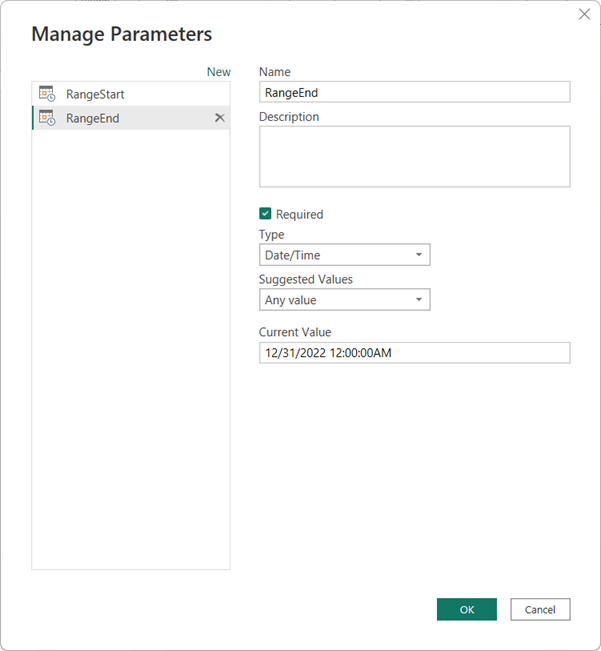 Manage Parameters
New
RangeStart
RangeEnd
Name
RangeEnd
Description
Required
Type
Date/Time
Suggested Values
Any value
Current Value
12/31/2022 12:00:00AM
OK
Cancel